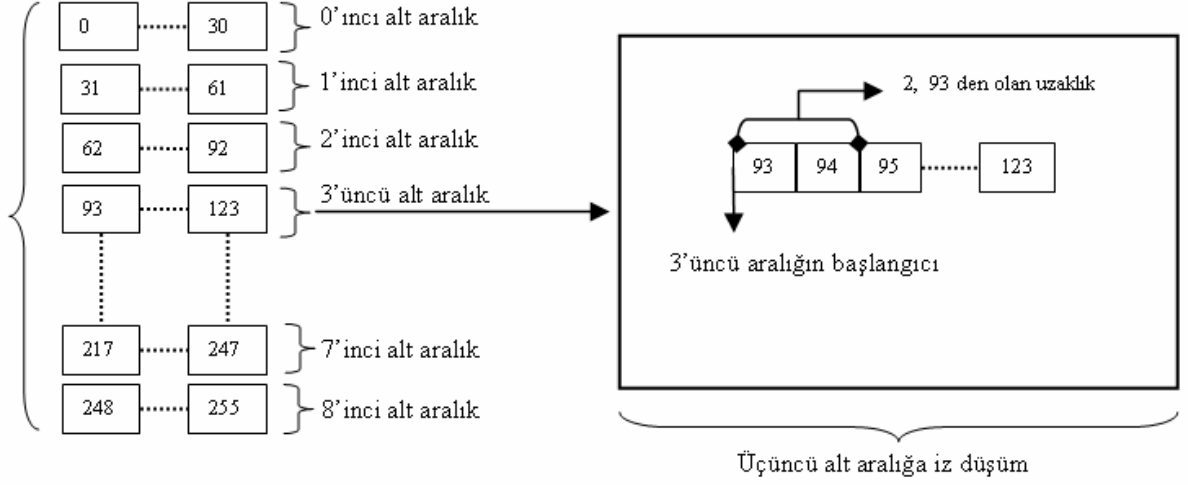 0 30 0’ıncı alt aralık
31 61 1’inci alt aralık
62 92 2’inci alt aralık
93 123 3’üncü alt aralık
217 247 7’inci alt aralık
248 255 8’inci alt aralık
2, 93 den olan uzaklık
93 94 95 123
3’üncü aralığın başlangıcı
Üçüncü alt aralığa iz düşüm